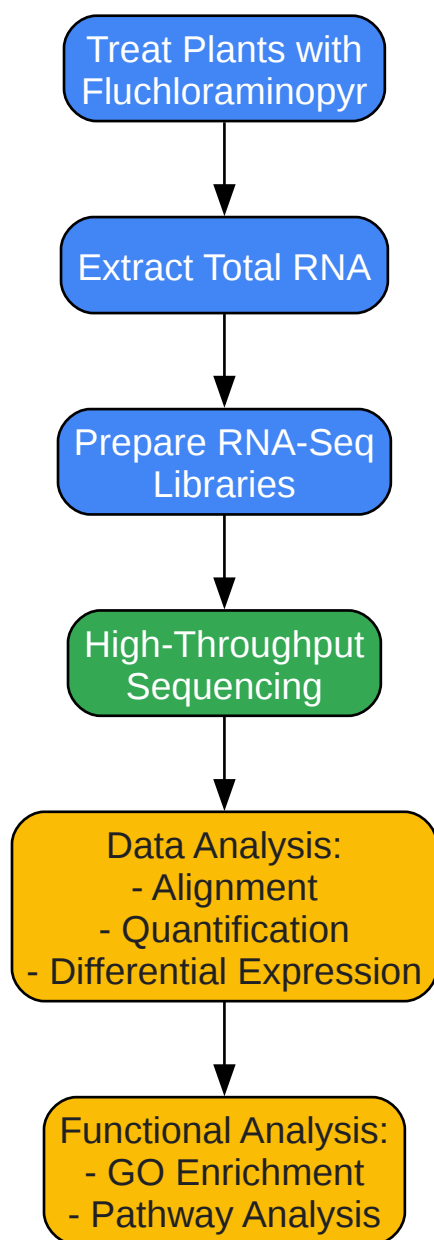 Treat Plants with
Fluchloraminopyr
Extract Total RNA
Prepare RNA-Seq
Libraries
High-Throughput
Sequencing
Data Analysis:
- Alignment
- Quantification
- Differential Expression
Functional Analysis:
- GO Enrichment
- Pathway Analysis